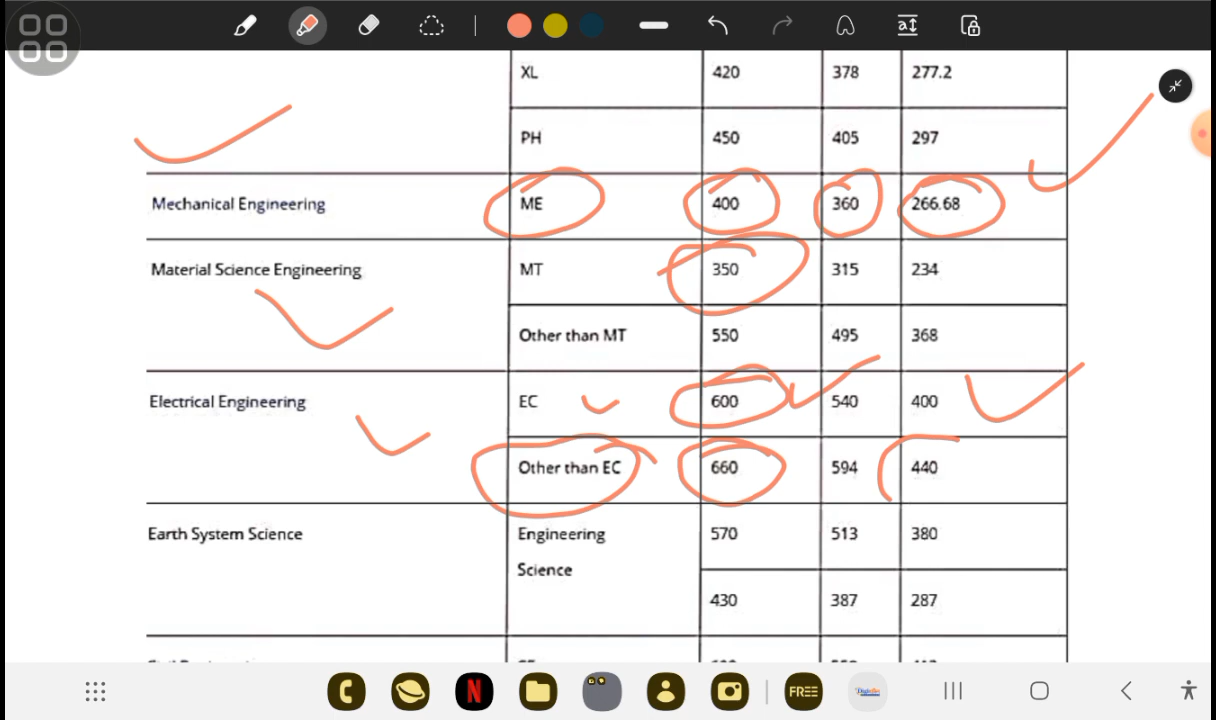 XL 420 378 277.2
PH 450 405 297
Mechanical Engineering ME 400 360 266.68
Material Science Engineering MT 350 315 234
Other than MT 550 495 368
Electrical Engineering EC 600 540 400
Other than EC 660 594 440
Earth System Science Engineering 570 513 380
Science
430 387 287
N FREE